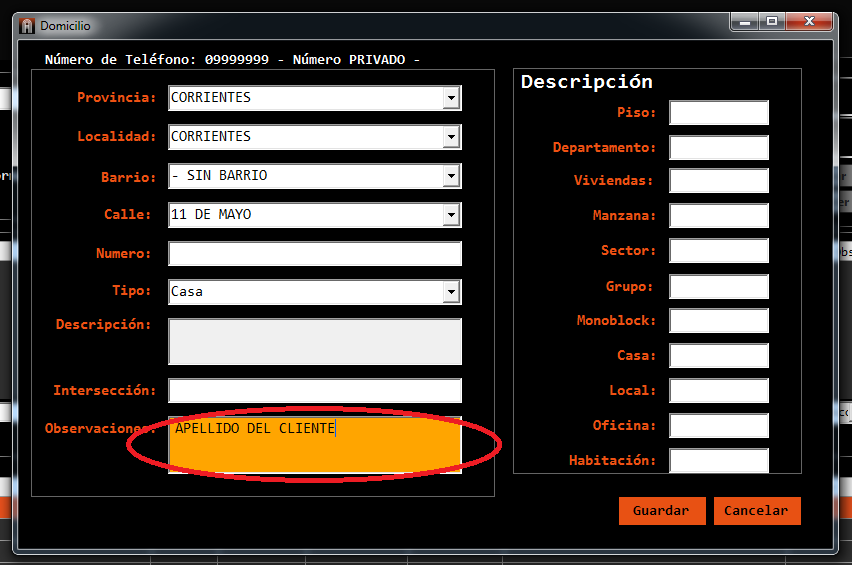 Domicilio
Número de Teléfono: 09999999 - Número PRIVADO -
Provincia: CORRIENTES
Localidad: CORRIENTES
Barrio: - SIN BARRIO
Calle: 11 DE MAYO
Numero:
Tipo: Casa
Descripción:
Intersección:
Observaciones: APELLIDO DEL CLIENTE
Descripción
Piso:
Departamento:
Viviendas:
Manzana:
Sector:
Grupo:
Monoblock:
Casa:
Local:
Oficina:
Habitación:
Guardar Cancelar